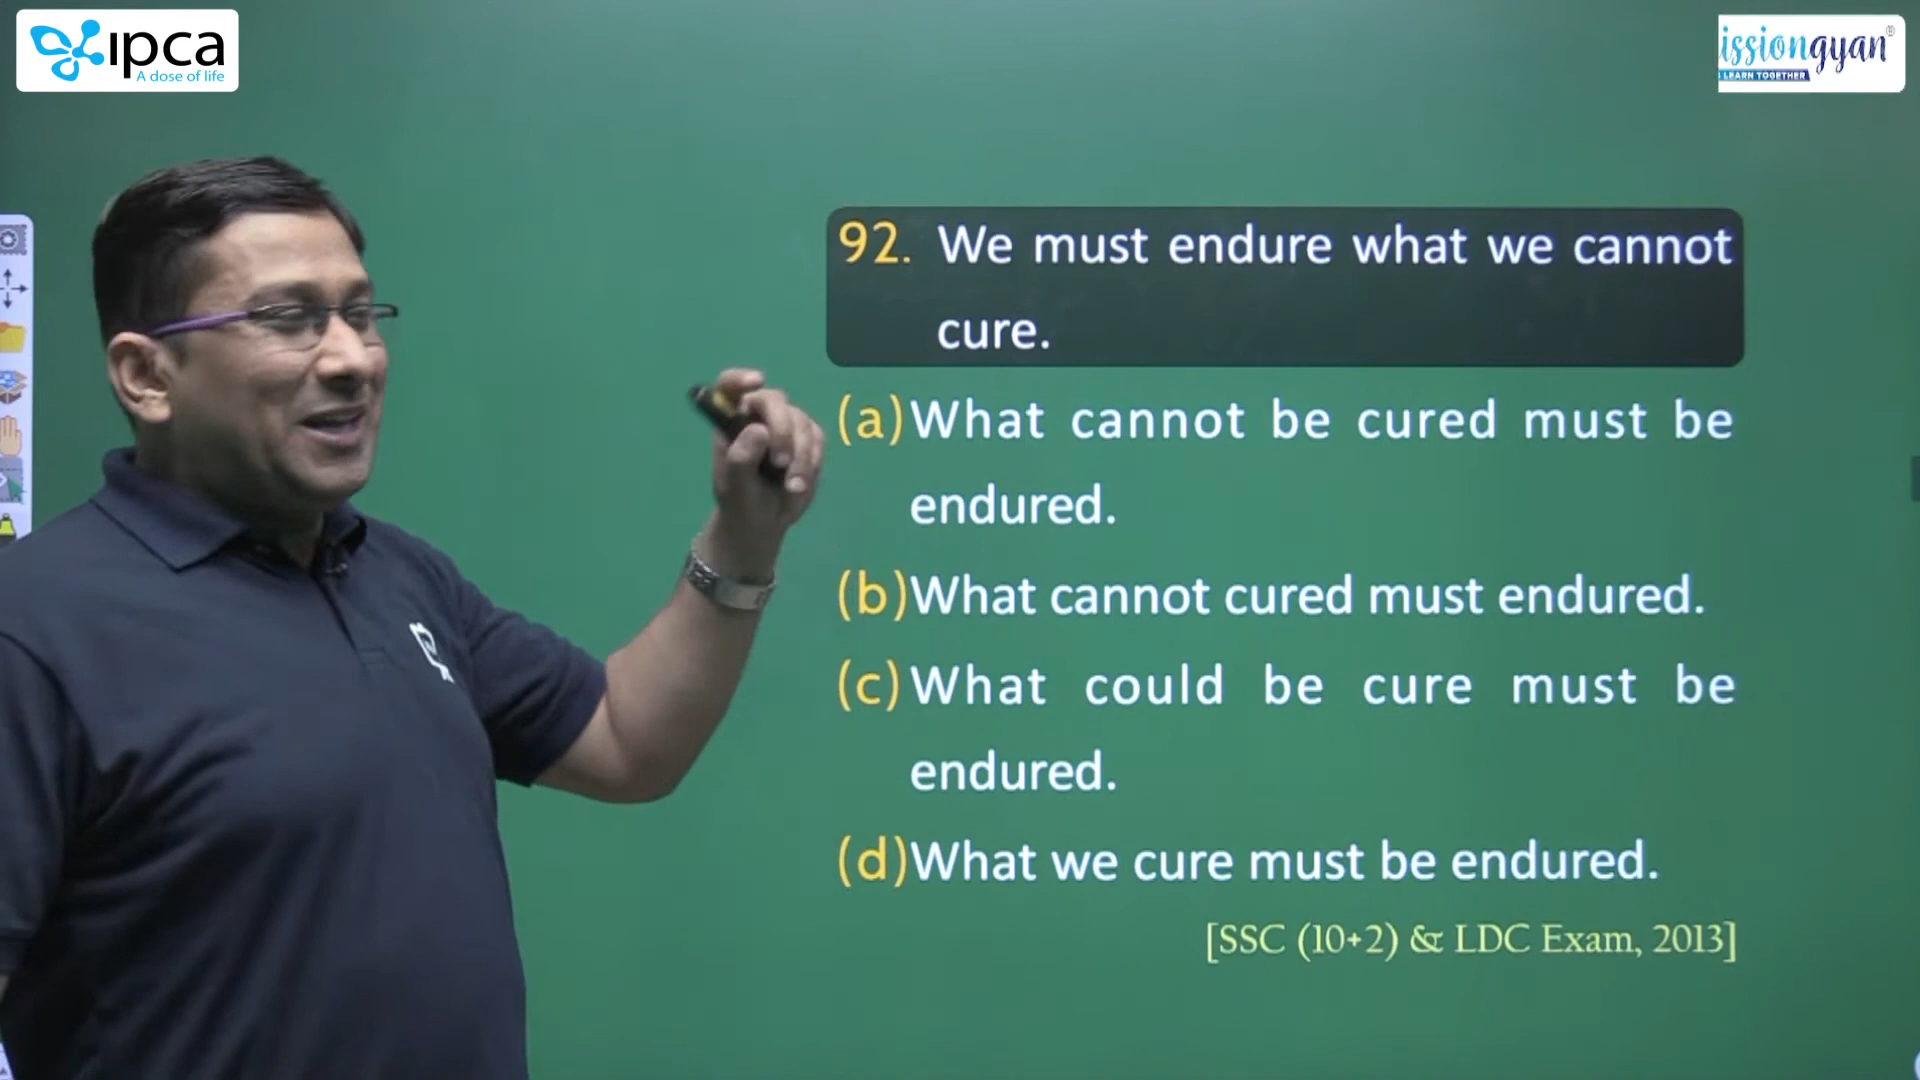 ipca
A dose of life
issiongyan
LEARN TOGETHER
92. We must endure what we cannot
cure.
(a) What cannot be cured must be
endured.
(b) What cannot cured must endured.
(c) What could be cure must be
endured.
(d) What we cure must be endured.
[SSC (10+2) & LDC Exam, 2013]